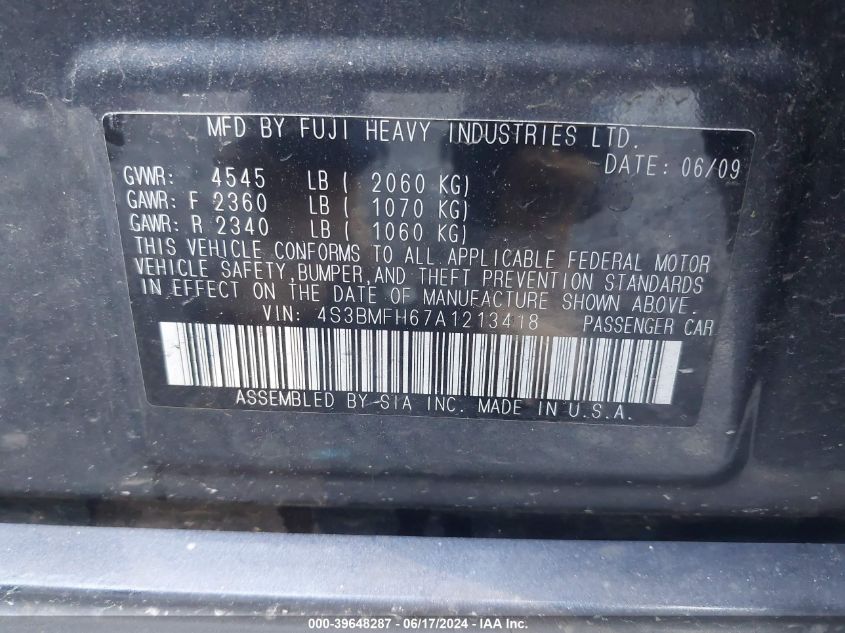 MFD BY FUJI HEAVY INDUSTRIES LTD.
DATE: 06/09
GVWR: 4545 LB ( 2060 KG)
GAWR: F 2360 LB ( 1070 KG)
GAWR: R 2340 LB ( 1060 KG)
THIS VEHICLE CONFORMS TO ALL APPLICABLE FEDERAL MOTOR
VEHICLE SAFETY, BUMPER, AND THEFT PREVENTION STANDARDS
IN EFFECT ON THE DATE OF MANUFACTURE SHOWN ABOVE.
VIN: 4S3BMFH67A1213418 PASSENGER CAR
ASSEMBLED BY SIA INC. MADE IN U.S.A.
000-39648287 - 06/17/2024 - IAA, Inc.